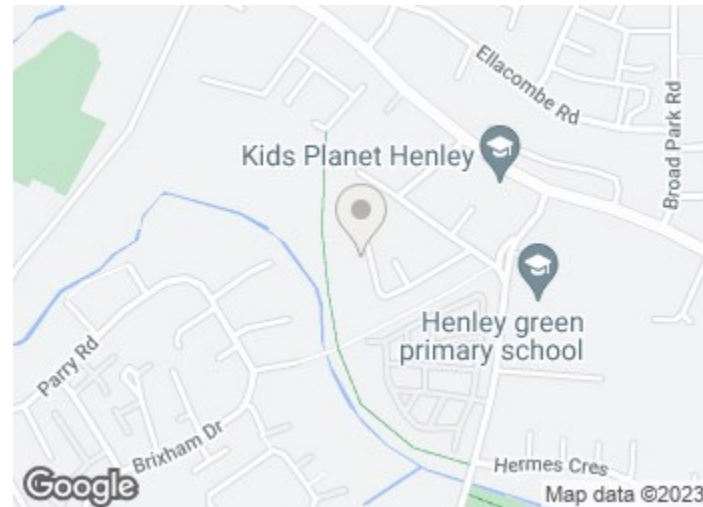 Ellacombe Rd
Broad Park Rd
Kids Planet Henley
Henley green
primary school
Parry Rd
Brixham Dr
Hermes Cres
Google
Map data ©2023